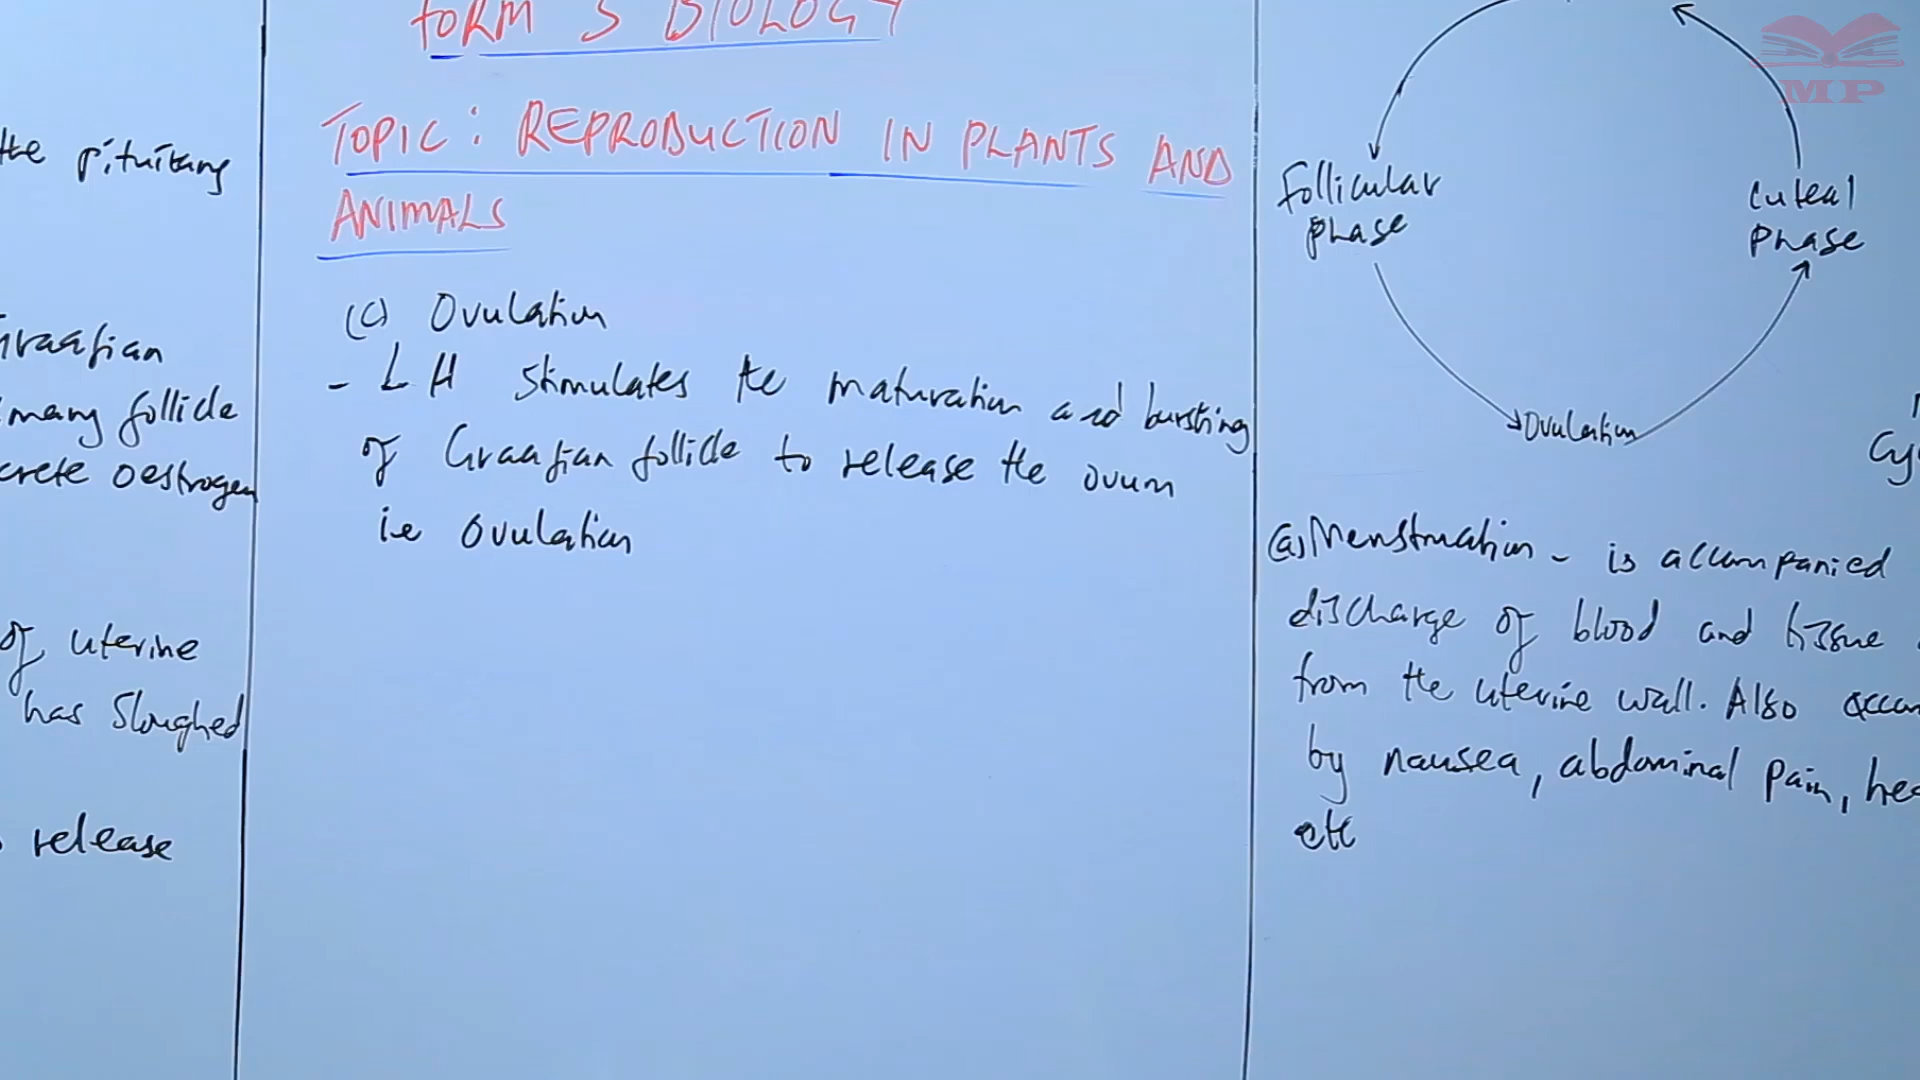 the pituitary
Graafian
many follicle
crete oestrogen
of uterine
has Sloughed
release
FORM 3 BIOLOGY
TOPIC: REPRODUCTION IN PLANTS AND
ANIMALS
(c) Ovulation
- LH Stimulates the maturation and bursting
of Graafian follicle to release the ovum
i.e Ovulation
Follicular
phase
Luteal
Phase
Ovulation
(a) Menstruation - is accompanied
discharge of blood and tissue
from the uterine wall. Also
by nausea, abdominal pain,
etc
MP